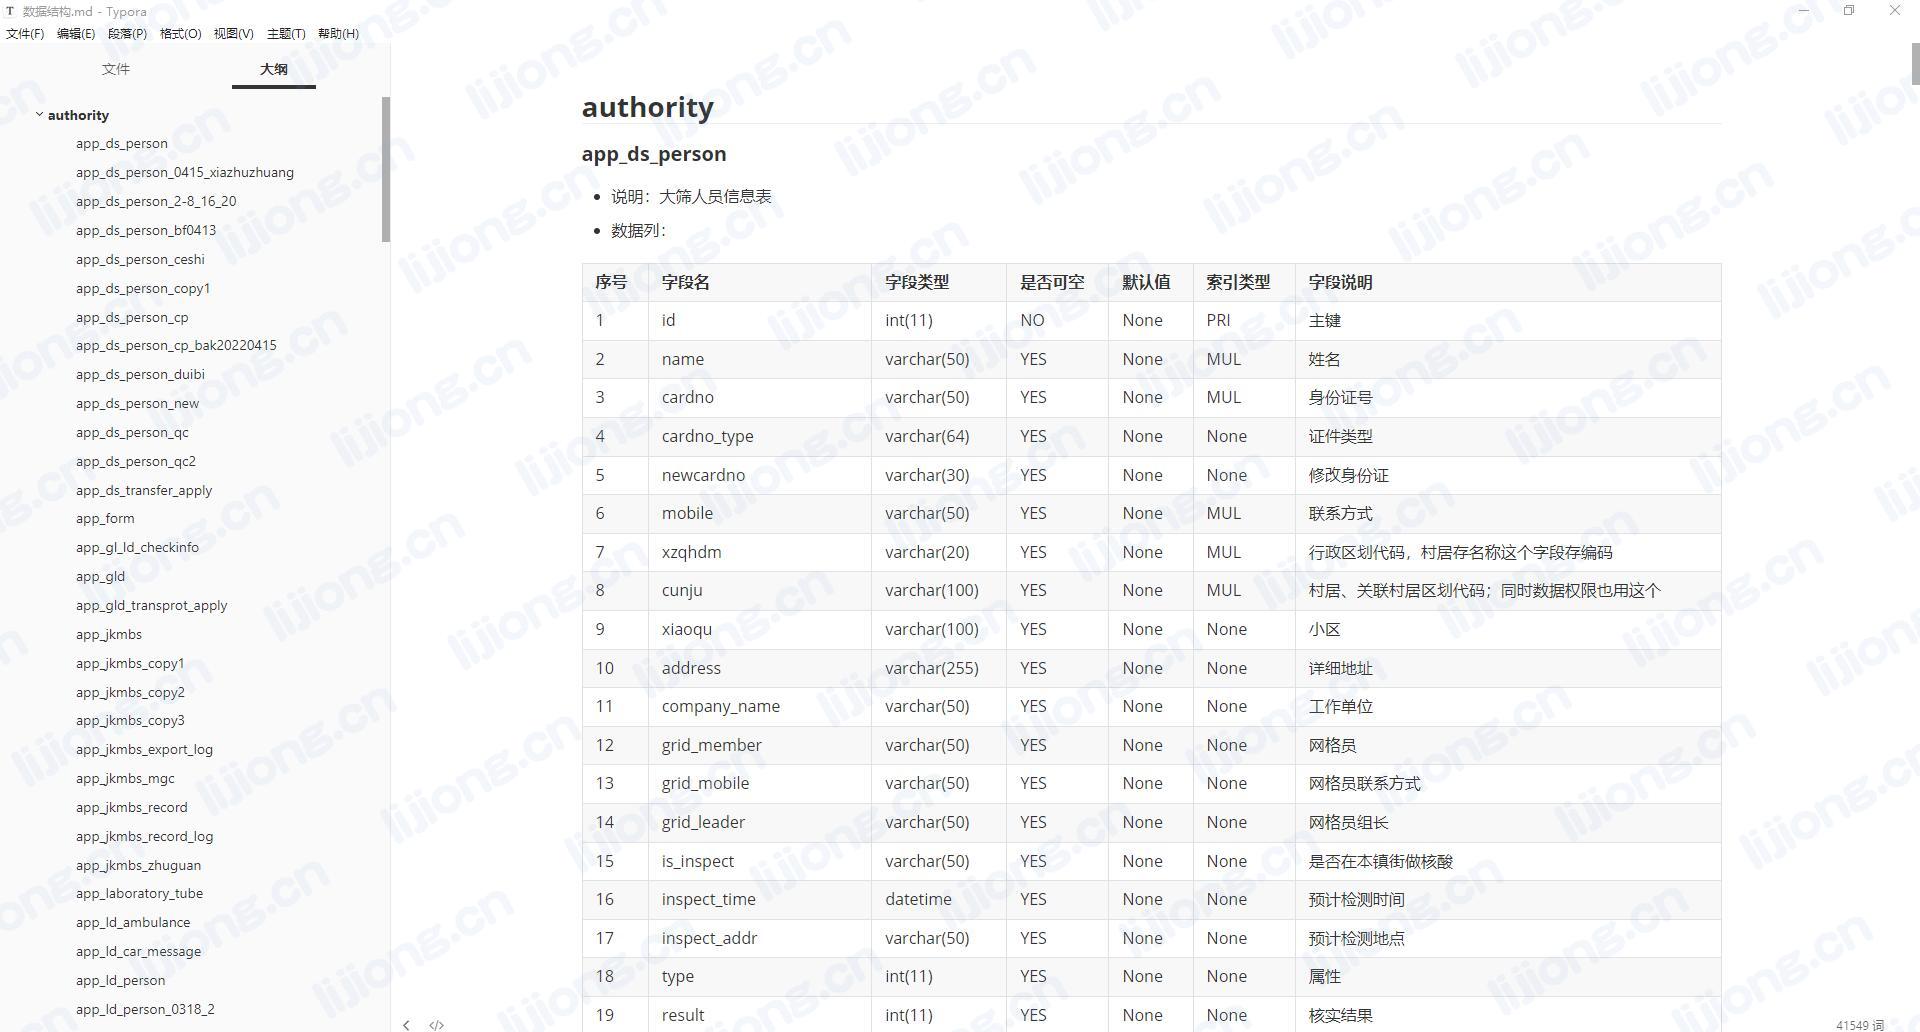 数据结构.md - Typora
文件(F) 编辑(E) 段落(P) 格式(O) 视图(V) 主题(T) 帮助(H)
文件 大纲
authority
app_ds_person
app_ds_person_0415_xiazhuzhuang
app_ds_person_2-8_16_20
app_ds_person_bf0413
app_ds_person_ceshi
app_ds_person_copy1
app_ds_person_cp
app_ds_person_cp_bak20220415
app_ds_person_duibi
app_ds_person_new
app_ds_person_qc
app_ds_person_qc2
app_ds_transfer_apply
app_form
app_gl_ld_checkinfo
app_gld
app_gld_transprot_apply
app_jkmbs
app_jkmbs_copy1
app_jkmbs_copy2
app_jkmbs_copy3
app_jkmbs_export_log
app_jkmbs_mgc
app_jkmbs_record
app_jkmbs_record_log
app_jkmbs_zhuguan
app_laboratory_tube
app_ld_ambulance
app_ld_car_message
app_ld_person
app_ld_person_0318_2
authority
app_ds_person
说明：大筛人员信息表
数据列：
序号 字段名 字段类型 是否可空 默认值 索引类型 字段说明
1 id int(11) NO None PRI 主键
2 name varchar(50) YES None MUL 姓名
3 cardno varchar(50) YES None MUL 身份证号
4 cardno_type varchar(64) YES None None 证件类型
5 newcardno varchar(30) YES None None 修改身份证
6 mobile varchar(50) YES None MUL 联系方式
7 xzqhdm varchar(20) YES None MUL 行政区划代码，村居存名称这个字段存编码
8 cunju varchar(100) YES None MUL 村居、关联村居区划代码；同时数据权限也用这个
9 xiaoqu varchar(100) YES None None 小区
10 address varchar(255) YES None None 详细地址
11 company_name varchar(50) YES None None 工作单位
12 grid_member varchar(50) YES None None 网格员
13 grid_mobile varchar(50) YES None None 网格员联系方式
14 grid_leader varchar(50) YES None None 网格员组长
15 is_inspect varchar(50) YES None None 是否在本镇街做核酸
16 inspect_time datetime YES None None 预计检测时间
17 inspect_addr varchar(50) YES None None 预计检测地点
18 type int(11) YES None None 属性
19 result int(11) YES None None 核实结果
41549 词
lijiong.cn